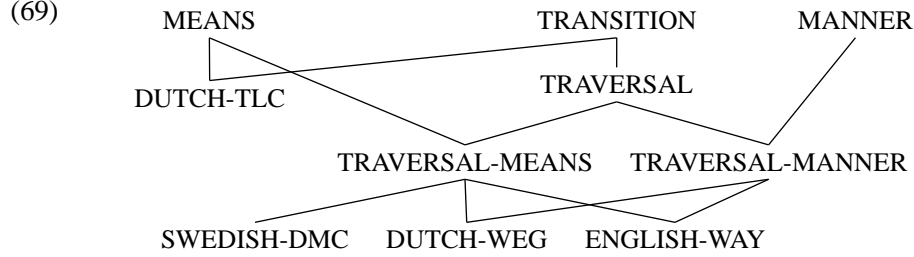 (69) MEANS TRANSITION MANNER
DUTCH-TLC TRAVERSAL
TRAVERSAL-MEANS TRAVERSAL-MANNER
SWEDISH-DMC DUTCH-WEG ENGLISH-WAY